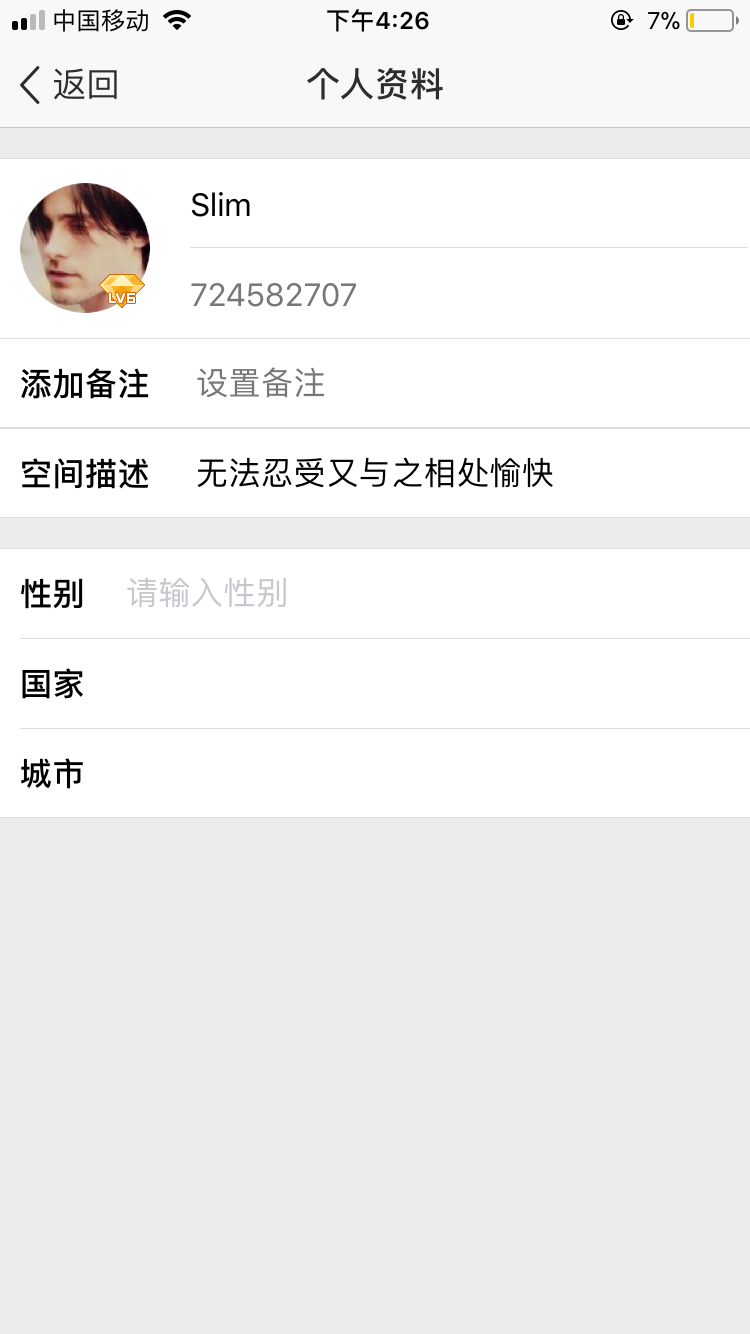 中国移动 下午4:26 7%
返回 个人资料
Slim
LV6
724582707
添加备注 设置备注
空间描述 无法忍受又与之相处愉快
性别 请输入性别
国家
城市